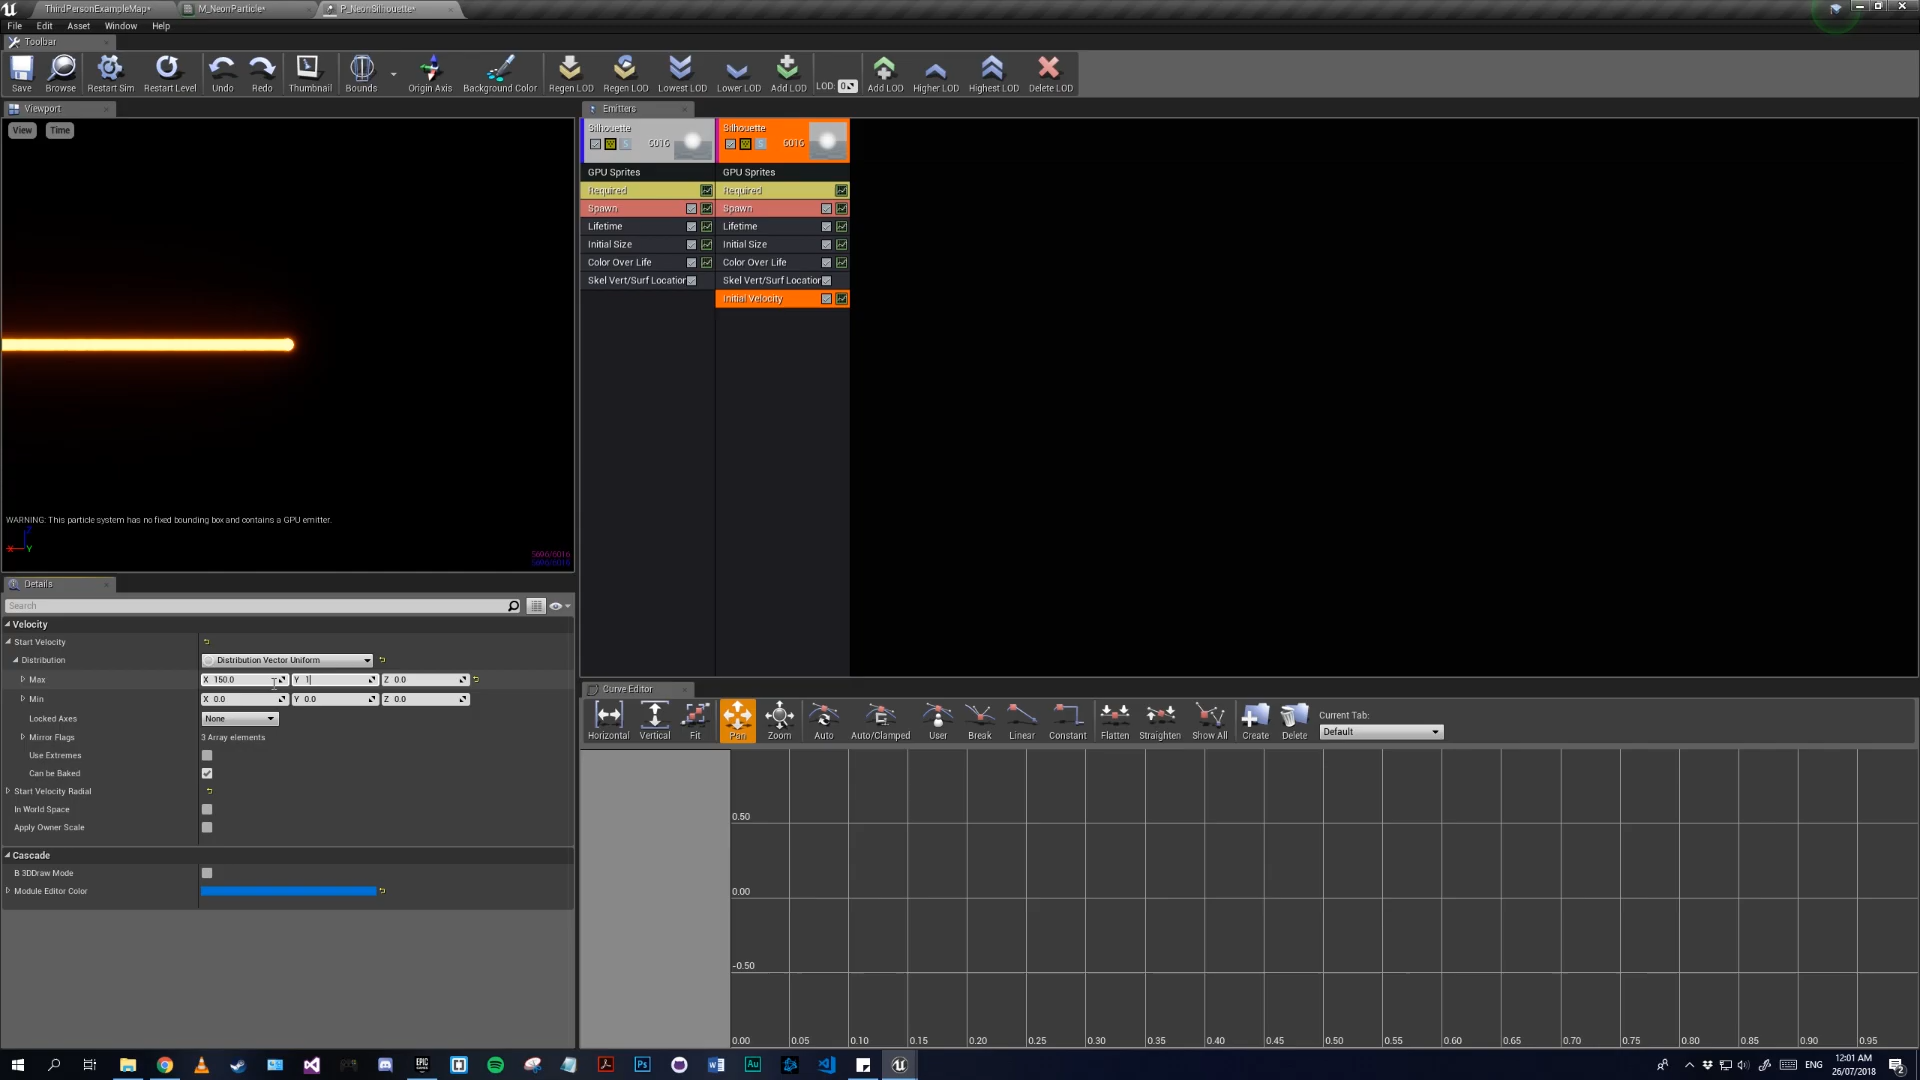 ThirdPersonExampleMap*
M_NeonParticle*
P_NeonSilhouette*
File Edit Asset Window Help
Toolbar
Save Browse Restart Sim Restart Level Undo Redo Thumbnail Bounds Origin Axis Background Color Regen LOD Regen LOD Lowest LOD Lower LOD Add LOD LOD: 0 Add LOD Higher LOD Highest LOD Delete LOD
Viewport
View Time
WARNING: This particle system has no fixed bounding box and contains a GPU emitter.
X Y
Emitters
Silhouette Silhouette
S 6016 S 6016
GPU Sprites GPU Sprites
Required Required
Spawn Spawn
Lifetime Lifetime
Initial Size Initial Size
Color Over Life Color Over Life
Skel Vert/Surf Location Skel Vert/Surf Location
Initial Velocity
Details
Search
Velocity
Start Velocity
Distribution Distribution Vector Uniform
Max X 150.0 Y 1 Z 0.0
Min X 0.0 Y 0.0 Z 0.0
Locked Axes None
Mirror Flags 3 Array elements
Use Extremes
Can be Baked
Start Velocity Radial
In World Space
Apply Owner Scale
Cascade
B 3DDraw Mode
Module Editor Color
Curve Editor
Horizontal Vertical Fit Pan Zoom Auto Auto/Clamped User Break Linear Constant Flatten Straighten Show All Create Delete
Current Tab:
Default
0.50
0.00
-0.50
0.00 0.05 0.10 0.15 0.20 0.25 0.30 0.35 0.40 0.45 0.50 0.55 0.60 0.65 0.70 0.75 0.80 0.85 0.90 0.95
ENG
12:01 AM
26/07/2018